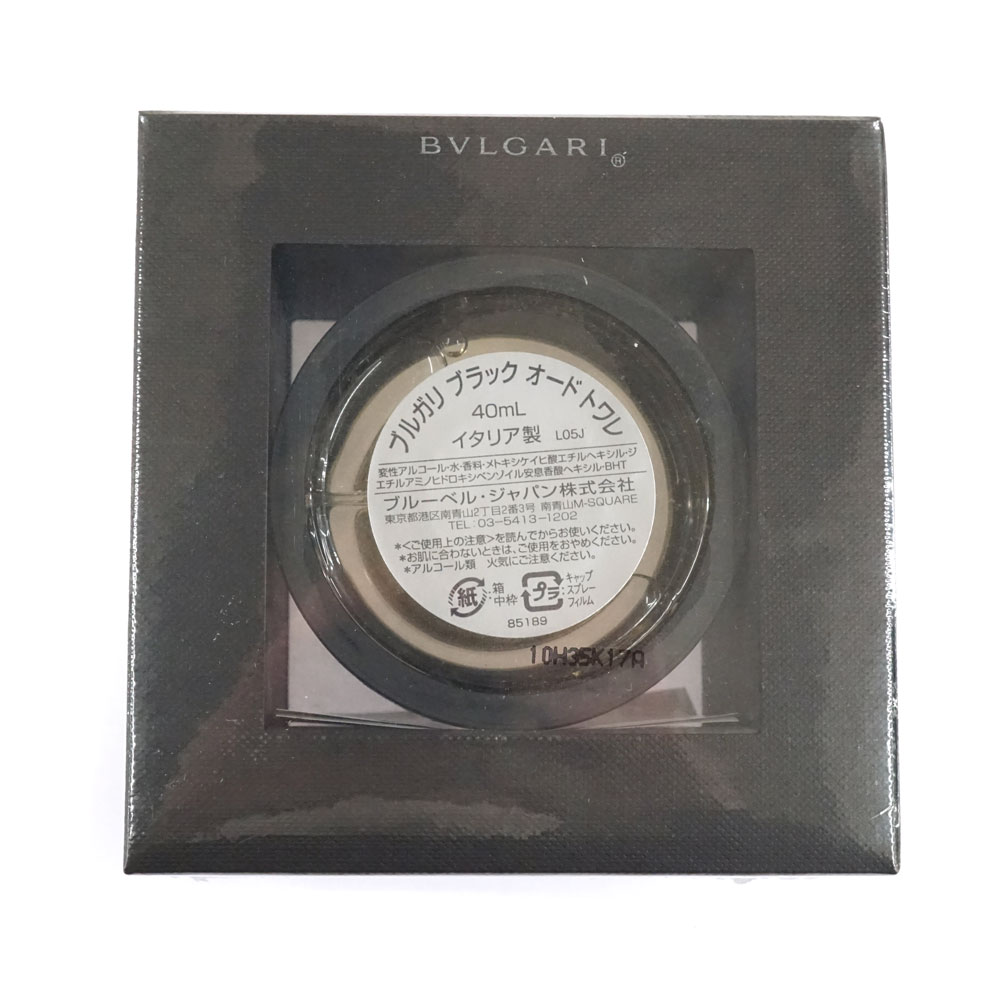 BVLGARI®
ブルガリ ブラック オード トワレ
40mL
イタリア製 L05J
変性アルコール・水・香料・メトキシケイヒ酸エチルヘキシル・ジ
エチルアミノヒドロキシベンゾイル安息香酸ヘキシル・BHT
ブルーベル・ジャパン株式会社
東京都港区南青山2丁目2番3号 南青山M-SQUARE
TEL:03-5413-1202
*<ご使用上の注意>を読んでからお使いください。
*お肌に合わないときは、ご使用をおやめください。
*アルコール類 火気にご注意ください。
紙 :箱 中枠 プラ :キャップ スプレー フィルム
85189
10H35K17A